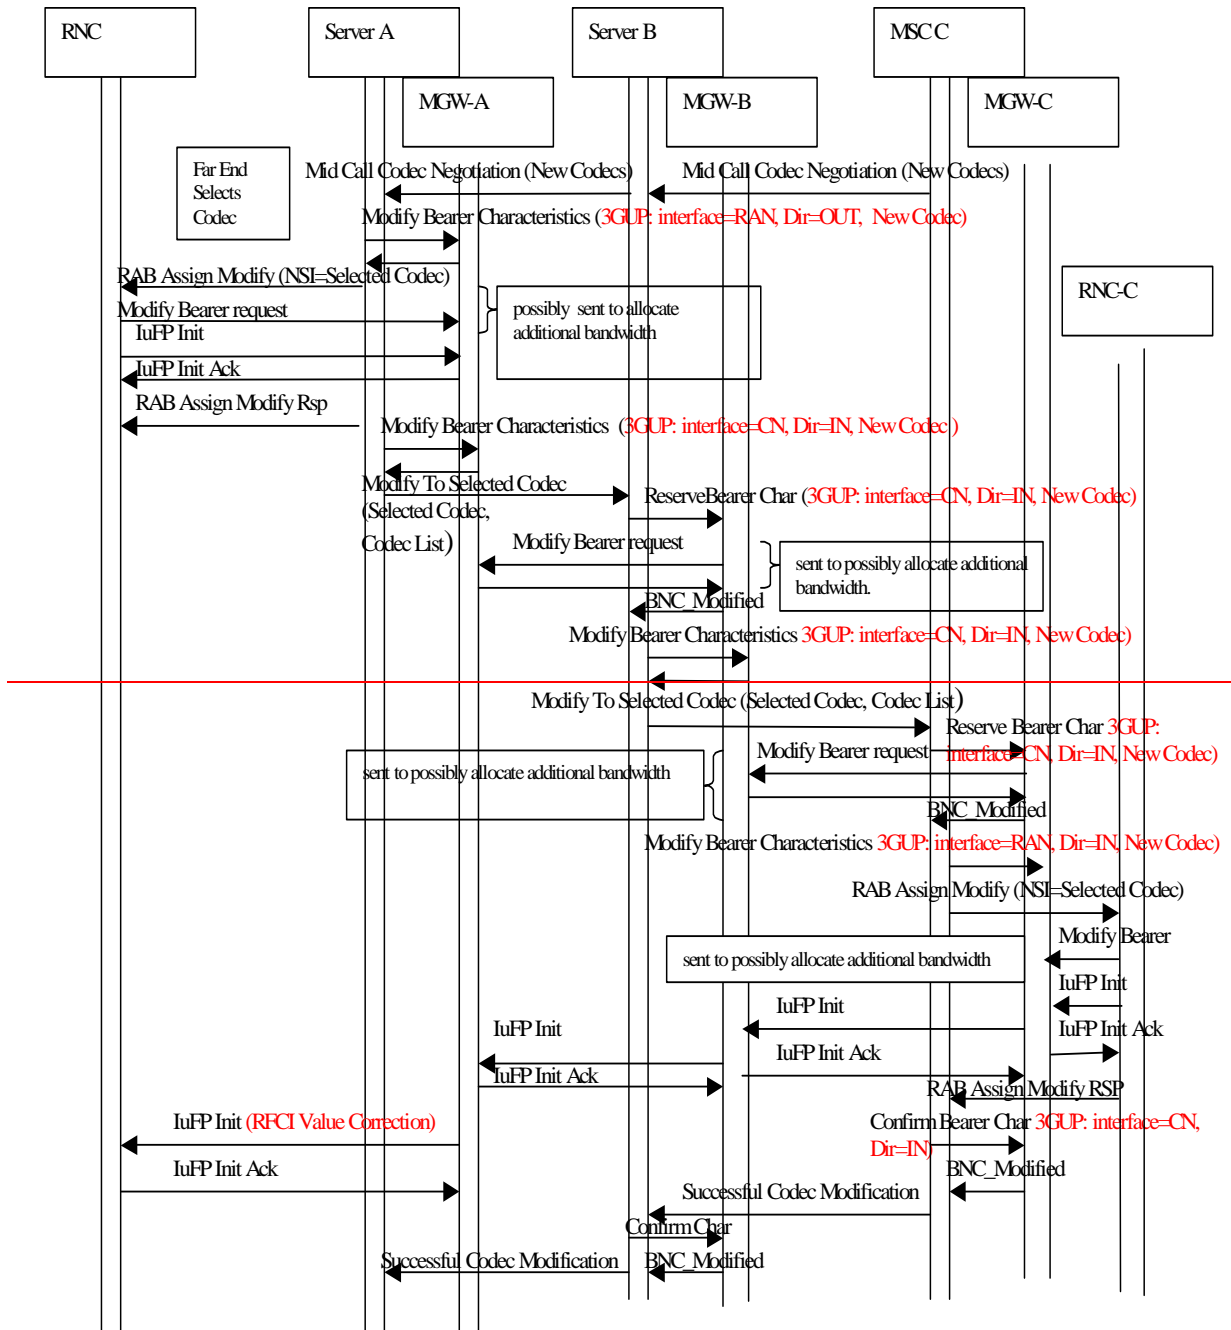 RNC
Server A
Server B
MSC C
MGW-A
MGW-B
MGW-C
Far End
Selects
Codec
Mid Call Codec Negotiation (New Codecs)
Mid Call Codec Negotiation (New Codecs)
Modify Bearer Characteristics (3GUP: interface=RAN, Dir=OUT, New Codec)
RAB Assign Modify (NSI=Selected Codec)
RNC-C
Modify Bearer request
possibly sent to allocate
additional bandwidth
IuFP Init
IuFP Init Ack
RAB Assign Modify Rsp
Modify Bearer Characteristics (3GUP: interface=CN, Dir=IN, New Codec )
Modify To Selected Codec
(Selected Codec,
Codec List)
ReserveBearer Char (3GUP: interface=CN, Dir=IN, New Codec)
Modify Bearer request
sent to possibly allocate additional
bandwidth.
BNC_Modified
Modify Bearer Characteristics 3GUP: interface=CN, Dir=IN, New Codec)
Modify To Selected Codec (Selected Codec, Codec List)
Reserve Bearer Char 3GUP:
interface=CN, Dir=IN, New Codec)
Modify Bearer request
sent to possibly allocate additional bandwidth
BNC_Modified
Modify Bearer Characteristics 3GUP: interface=RAN, Dir=IN, New Codec)
RAB Assign Modify (NSI=Selected Codec)
Modify Bearer
sent to possibly allocate additional bandwidth
IuFP Init
IuFP Init
IuFP Init
IuFP Init Ack
IuFP Init Ack
IuFP Init Ack
RAB Assign Modify RSP
IuFP Init (RFCI Value Correction)
Confirm Bearer Char 3GUP: interface=CN,
Dir=IN)
IuFP Init Ack
BNC_Modified
Successful Codec Modification
Confirm Char
Successful Codec Modification
BNC_Modified